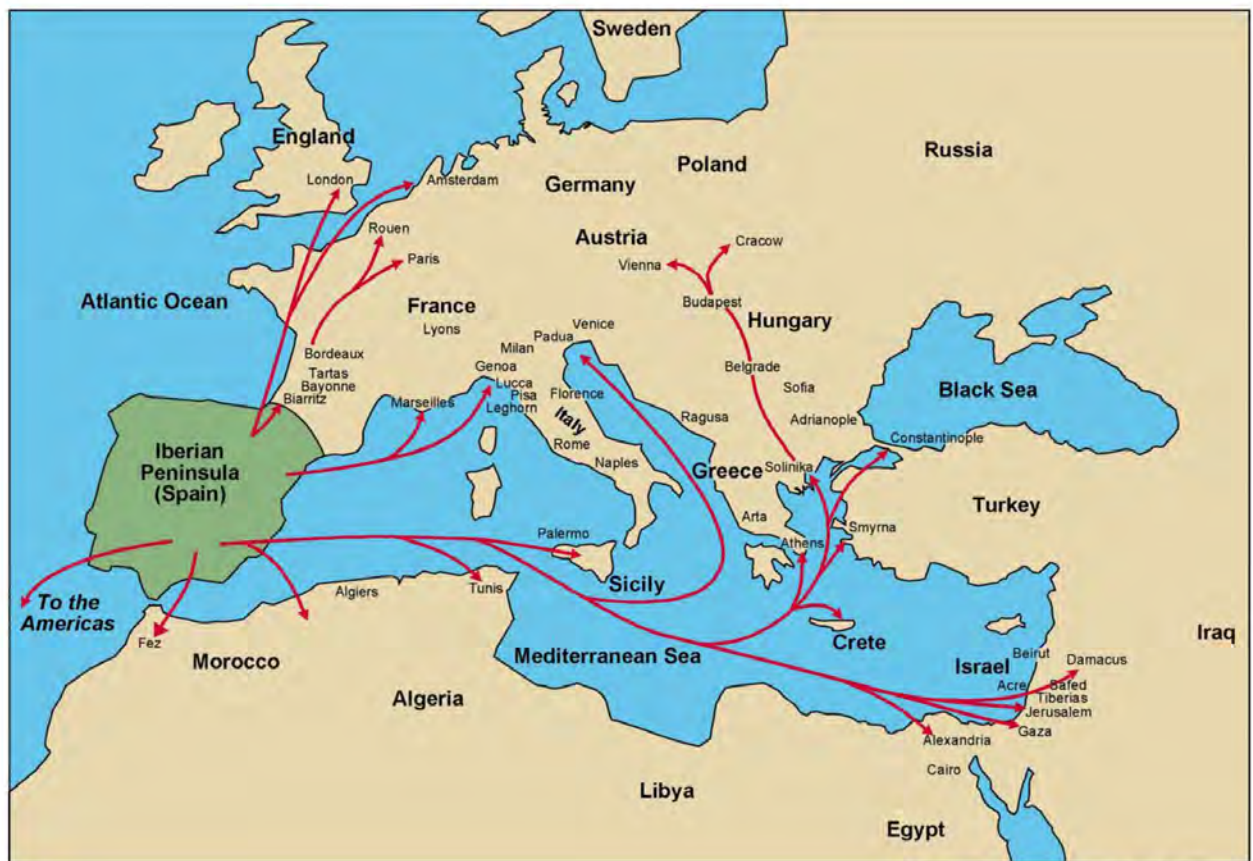 Sweden
England
London
Amsterdam
Germany
Poland
Russia
Rouen
Paris
Austria
Vienna
Cracow
Atlantic Ocean
France
Lyons
Budapest
Hungary
Bordeaux
Tartas
Bayonne
Biarritz
Milan
Padua
Venice
Genoa
Lucca
Pisa
Leghorn
Florence
Marseilles
Italy
Rome
Naples
Belgrade
Sofia
Adrianople
Ragusa
Black Sea
Constantinople
Iberian
Peninsula
(Spain)
Greece
Solinika
Turkey
Arta
Athens
Smyrna
Palermo
Sicily
To the
Americas
Fez
Morocco
Algiers
Tunis
Algeria
Mediterranean Sea
Crete
Israel
Beirut
Damacus
Acre
Safed
Tiberias
Jerusalem
Gaza
Iraq
Alexandria
Cairo
Libya
Egypt